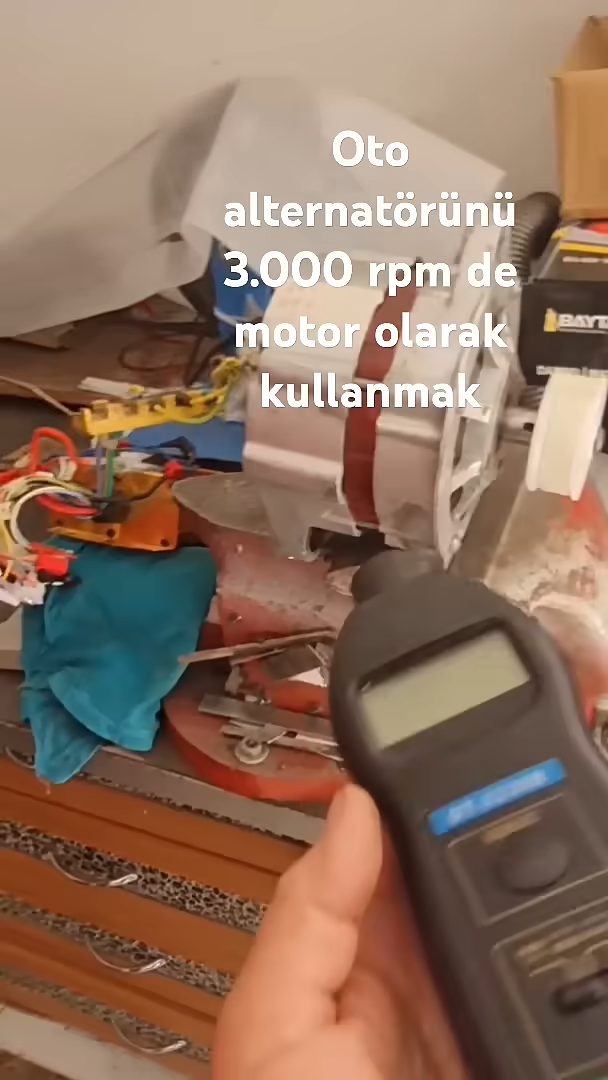 Oto
alternatörünü
3.000 rpm de
motor olarak
kullanmak